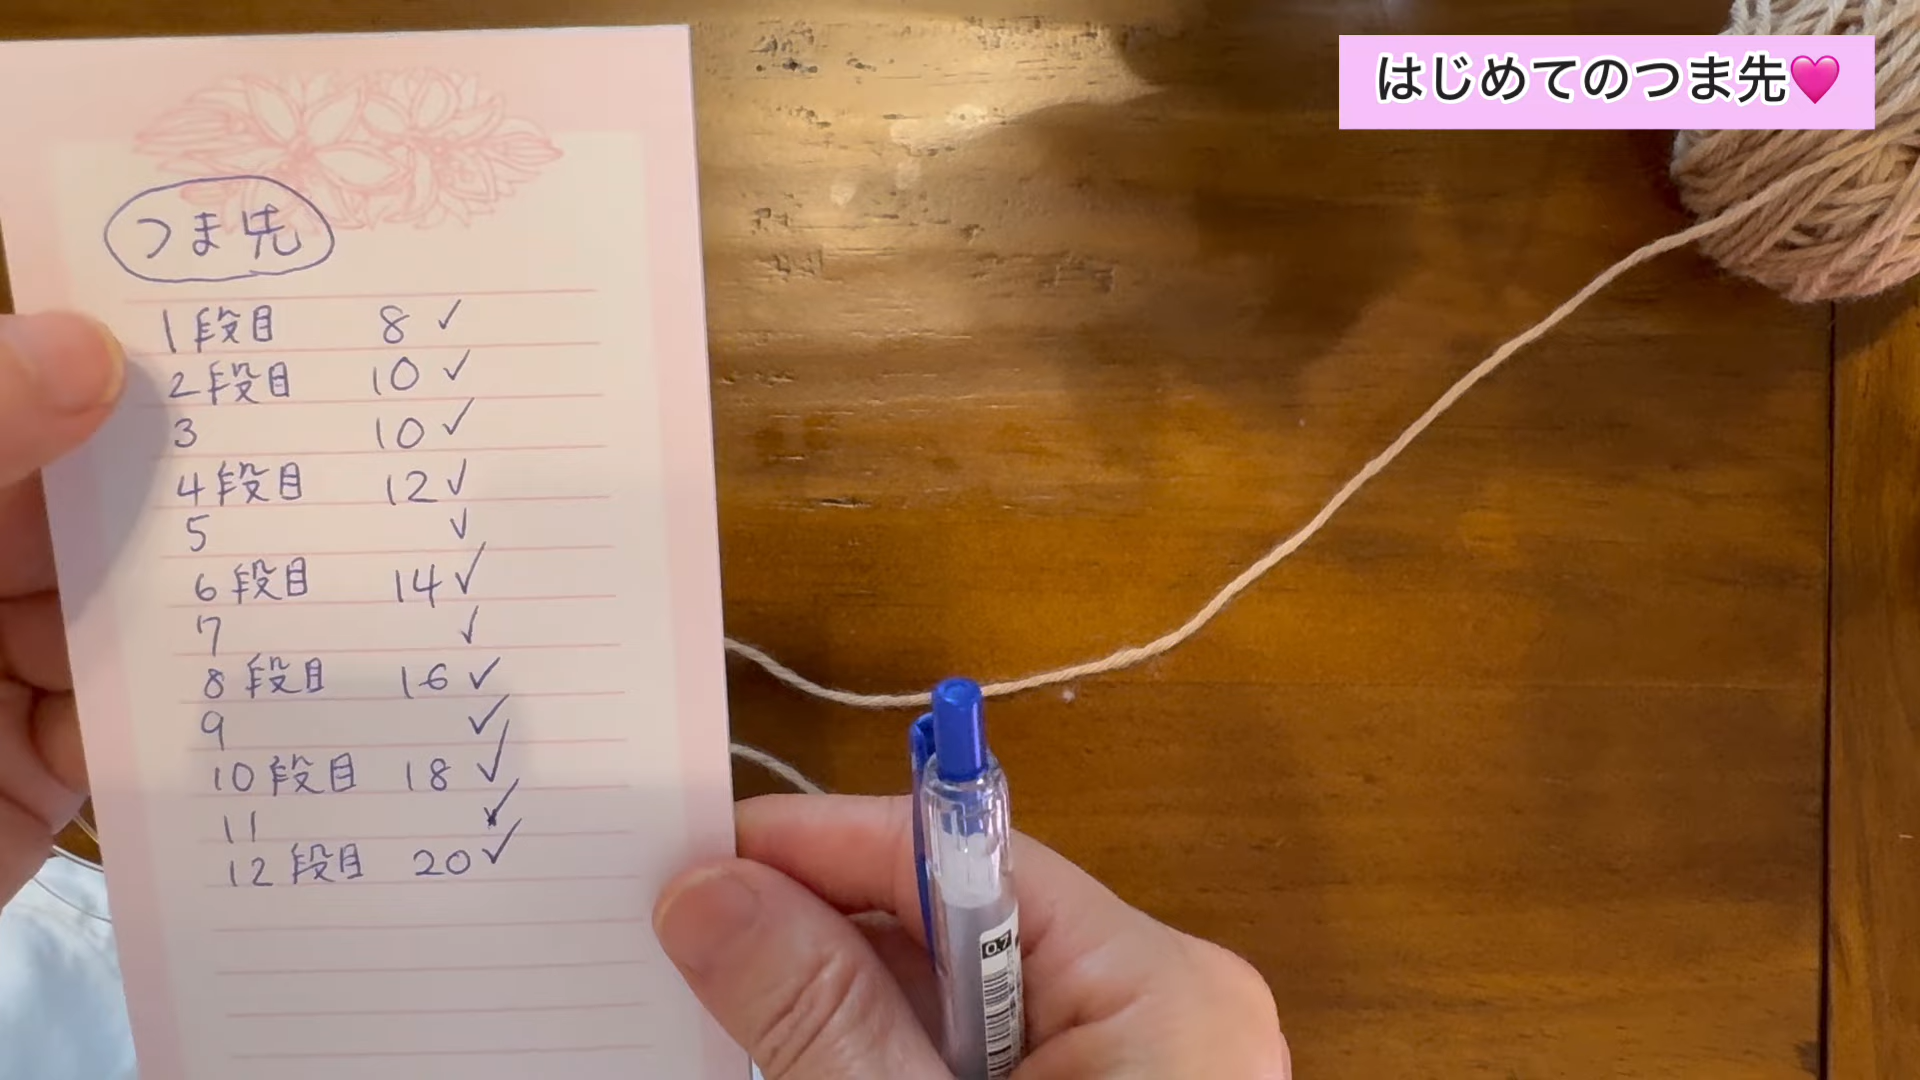 はじめてのつま先🩷
つま先
1段目 8 ✓
2段目 10 ✓
3 10 ✓
4段目 12 ✓
5 ✓
6段目 14 ✓
7 ✓
8段目 16 ✓
9 ✓
10段目 18 ✓
11 ✓
12段目 20 ✓
0.7